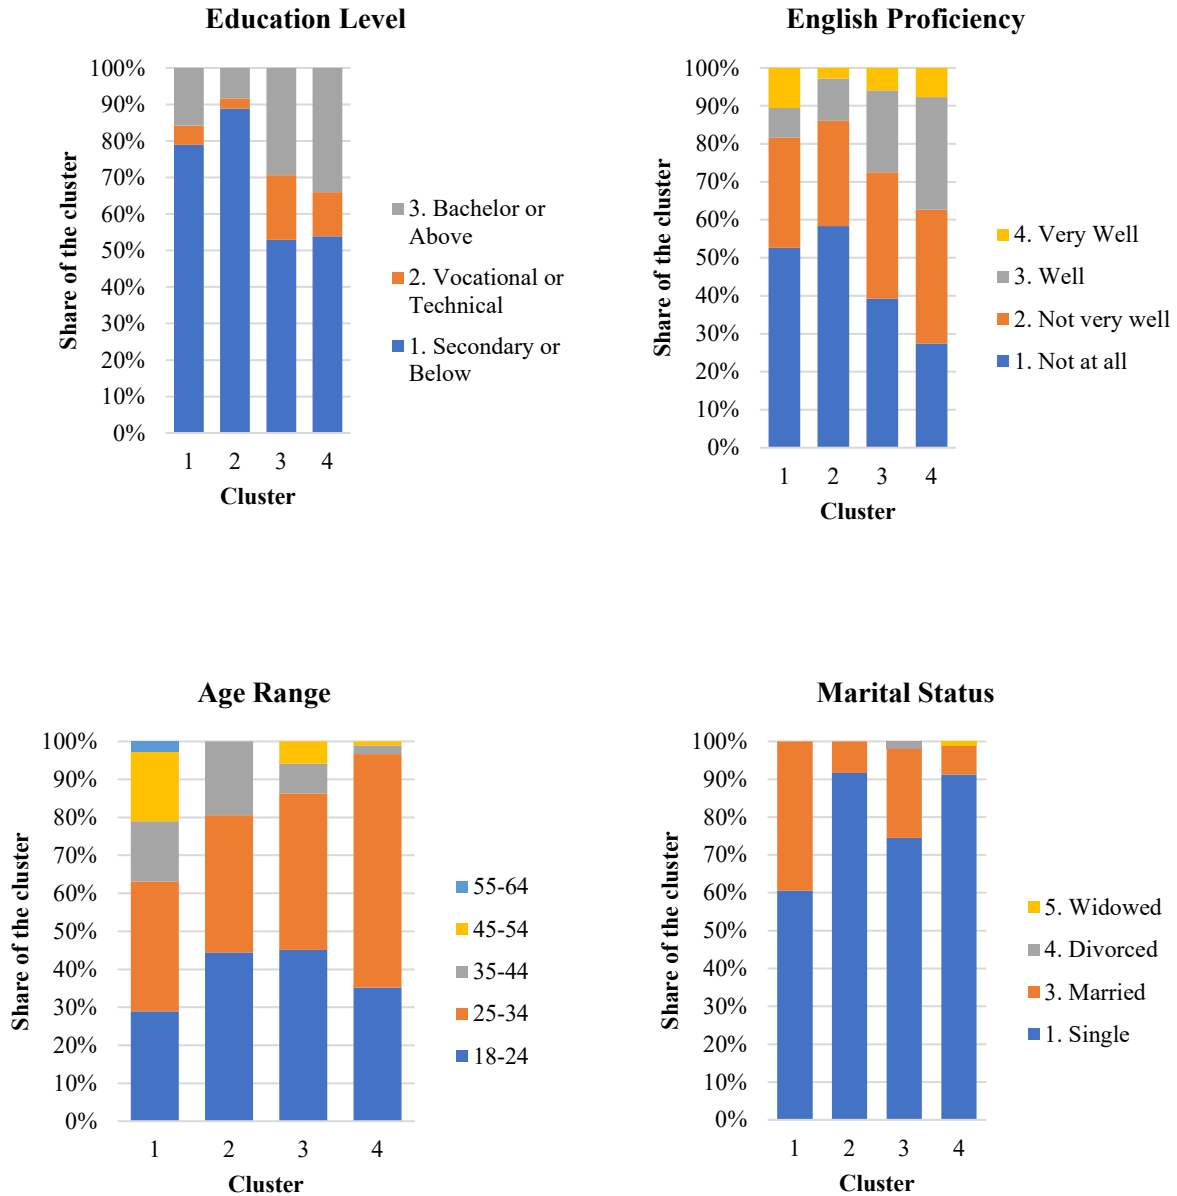 Education Level
100%
90%
80%
70%
60%
50%
40%
30%
20%
10%
0%
Share of the cluster
1 2 3 4
Cluster
3. Bachelor or
Above
2. Vocational or
Technical
1. Secondary or
Below
English Proficiency
100%
90%
80%
70%
60%
50%
40%
30%
20%
10%
0%
Share of the cluster
1 2 3 4
Cluster
4. Very Well
3. Well
2. Not very well
1. Not at all
Age Range
100%
90%
80%
70%
60%
50%
40%
30%
20%
10%
0%
Share of the cluster
1 2 3 4
Cluster
55-64
45-54
35-44
25-34
18-24
Marital Status
100%
90%
80%
70%
60%
50%
40%
30%
20%
10%
0%
Share of the cluster
1 2 3 4
Cluster
5. Widowed
4. Divorced
3. Married
1. Single